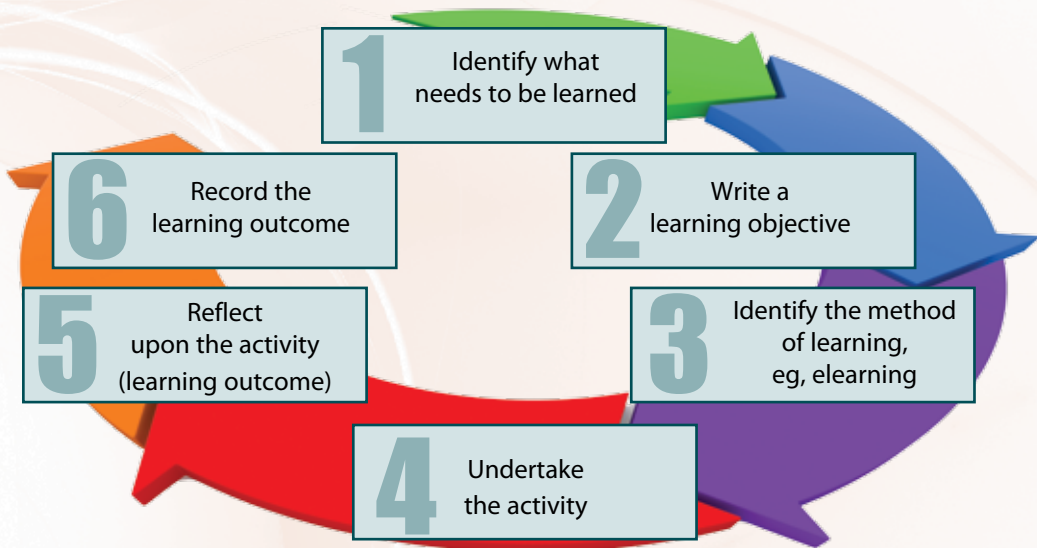 1
Identify what
needs to be learned
2
Write a
learning objective
3
Identify the method
of learning,
eg, elearning
4
Undertake
the activity
5
Reflect
upon the activity
(learning outcome)
6
Record the
learning outcome